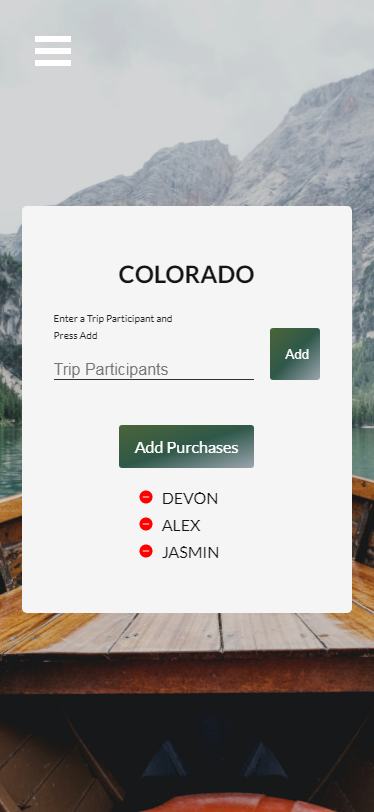 COLORADO
Enter a Trip Participant and
Press Add
Trip Participants
Add
Add Purchases
DEVON
ALEX
JASMIN